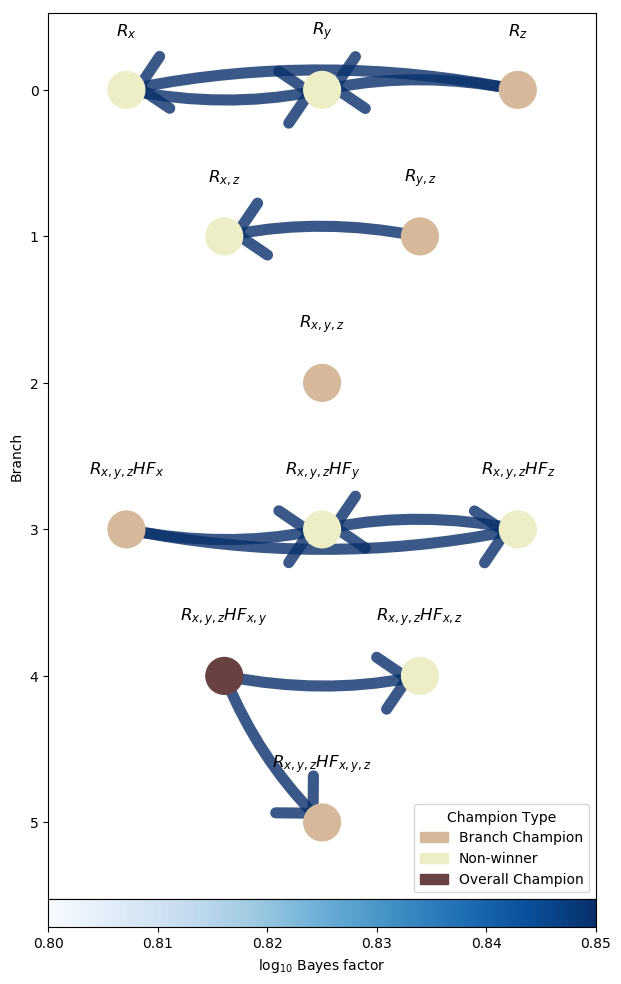 R_x R_y R_z
0
R_{x,z} R_{y,z}
1
R_{x,y,z}
2
Branch
R_{x,y,z}HF_x R_{x,y,z}HF_y R_{x,y,z}HF_z
3
R_{x,y,z}HF_{x,y} R_{x,y,z}HF_{x,z}
4
R_{x,y,z}HF_{x,y,z}
5
Champion Type
Branch Champion
Non-winner
Overall Champion
0.80 0.81 0.82 0.83 0.84 0.85
log₁₀ Bayes factor